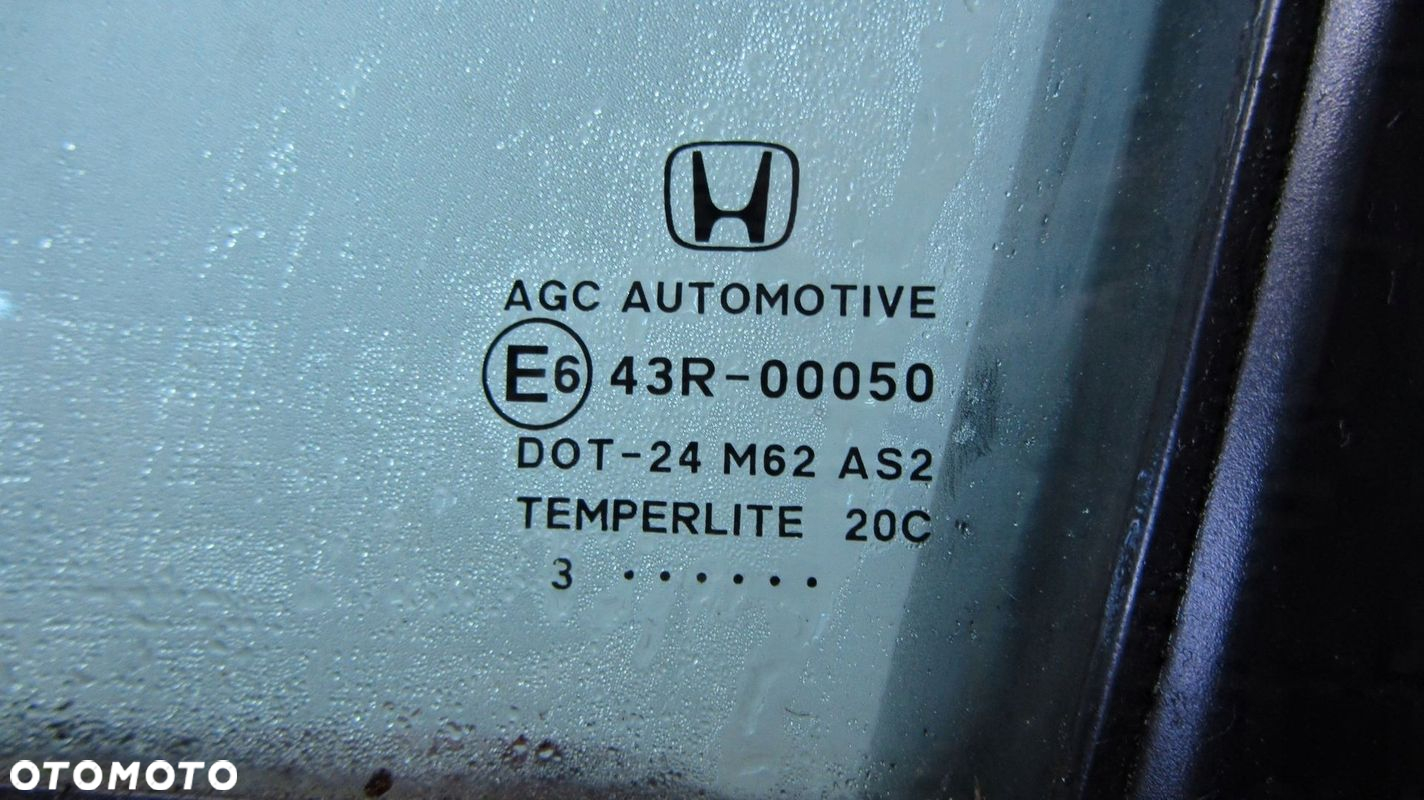 AGC AUTOMOTIVE
E6 43R-00050
DOT-24 M62 AS2
TEMPERLITE 20C
3 · · · · · ·
OTOMOTO